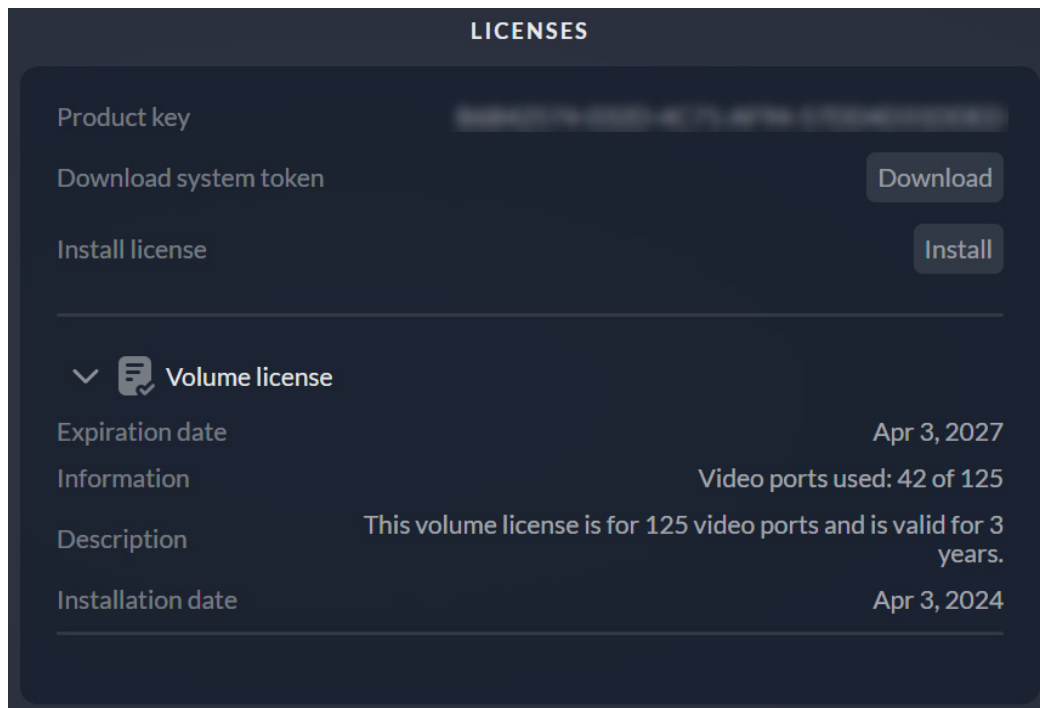 LICENSES
Product key
Download system token Download
Install license Install
Volume license
Expiration date Apr 3, 2027
Information Video ports used: 42 of 125
Description This volume license is for 125 video ports and is valid for 3
years.
Installation date Apr 3, 2024